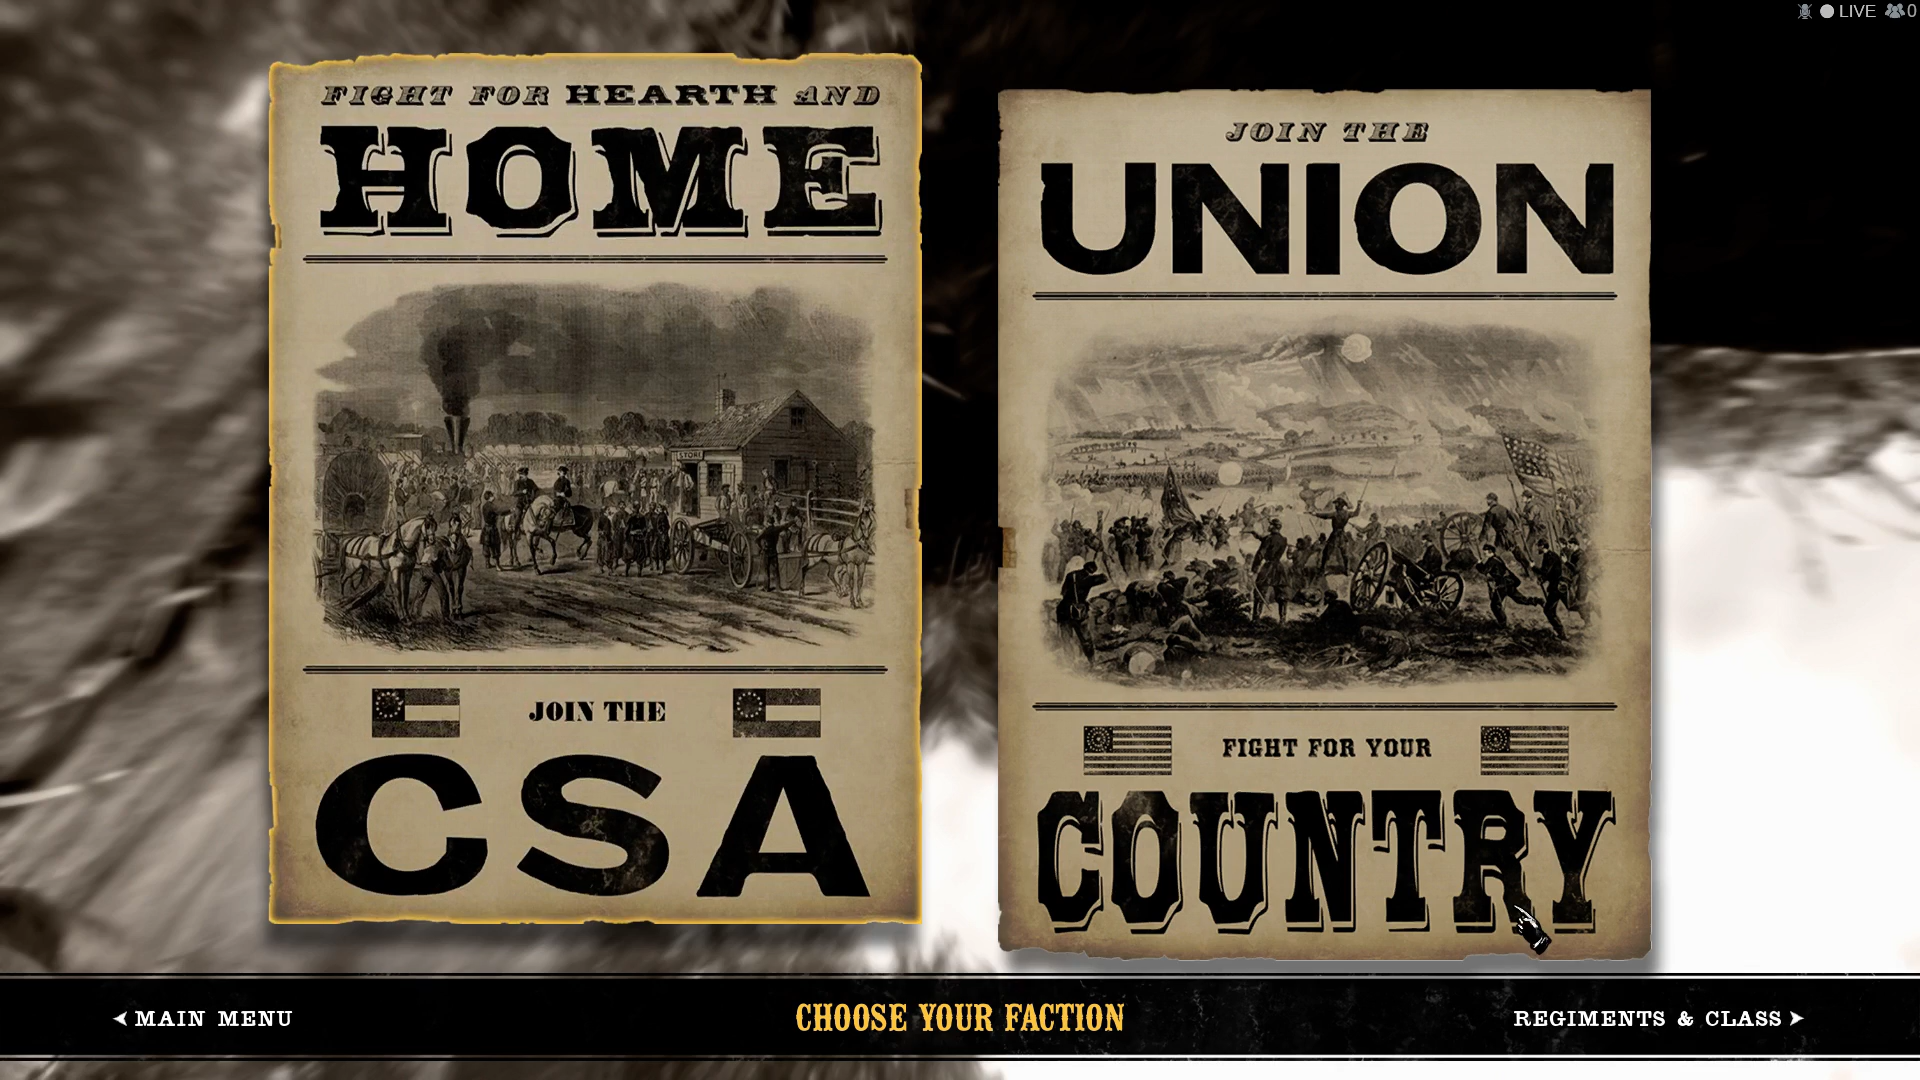 LIVE 0
FIGHT FOR HEARTH AND
HOME
STORE
JOIN THE
CSA
JOIN THE
UNION
FIGHT FOR YOUR
COUNTRY
MAIN MENU
CHOOSE YOUR FACTION
REGIMENTS & CLASS